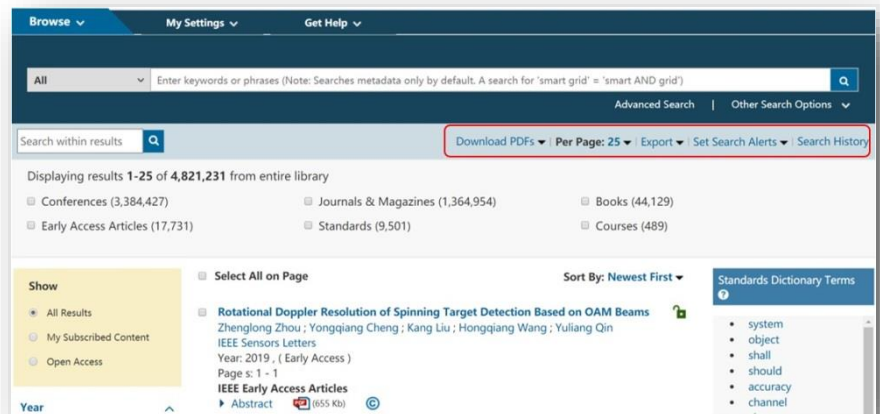 Browse My Settings Get Help
All Enter keywords or phrases (Note: Searches metadata only by default. A search for 'smart grid' = 'smart AND grid')
Advanced Search | Other Search Options
Search within results Download PDFs | Per Page: 25 | Export | Set Search Alerts | Search History
Displaying results 1-25 of 4,821,231 from entire library
Conferences (3,384,427) Journals & Magazines (1,364,954) Books (44,129)
Early Access Articles (17,731) Standards (9,501) Courses (489)
Show
All Results
My Subscribed Content
Open Access
Year
Select All on Page Sort By: Newest First
Rotational Doppler Resolution of Spinning Target Detection Based on OAM Beams
Zhenglong Zhou ; Yongqiang Cheng ; Kang Liu ; Hongqiang Wang ; Yuliang Qin
IEEE Sensors Letters
Year: 2019 , ( Early Access )
Page s: 1 - 1
IEEE Early Access Articles
Abstract PDF (655 Kb) ©
Standards Dictionary Terms
?
• system
• object
• shall
• should
• accuracy
• channel